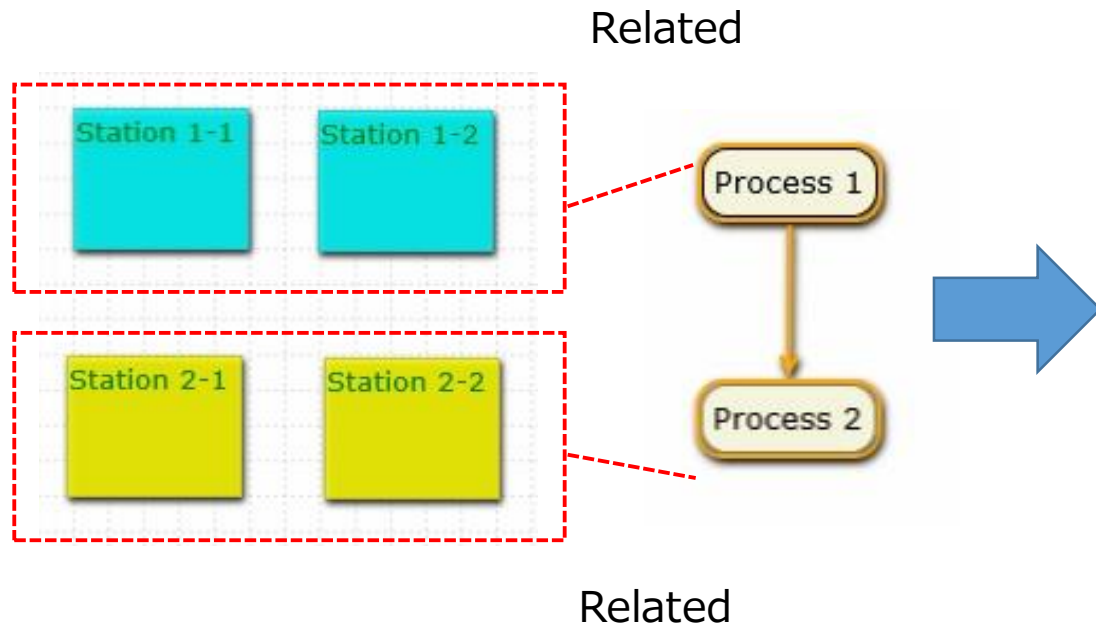 Related
Station 1-1
Station 1-2
Process 1
Station 2-1
Station 2-2
Process 2
Related